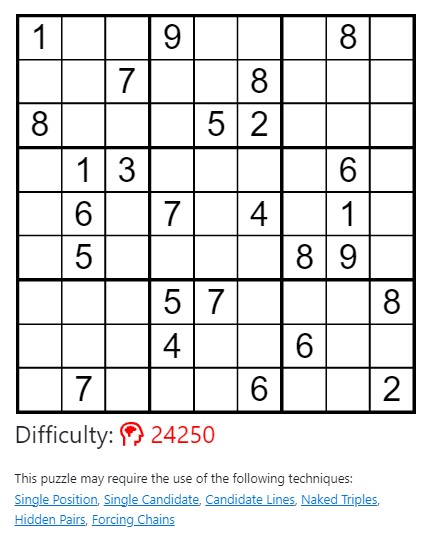 1 9 8
7 8
8 5 2
1 3 6
6 7 4 1
5 8 9
5 7 8
4 6
7 6 2
Difficulty: 24250
This puzzle may require the use of the following techniques:
Single Position, Single Candidate, Candidate Lines, Naked Triples,
Hidden Pairs, Forcing Chains